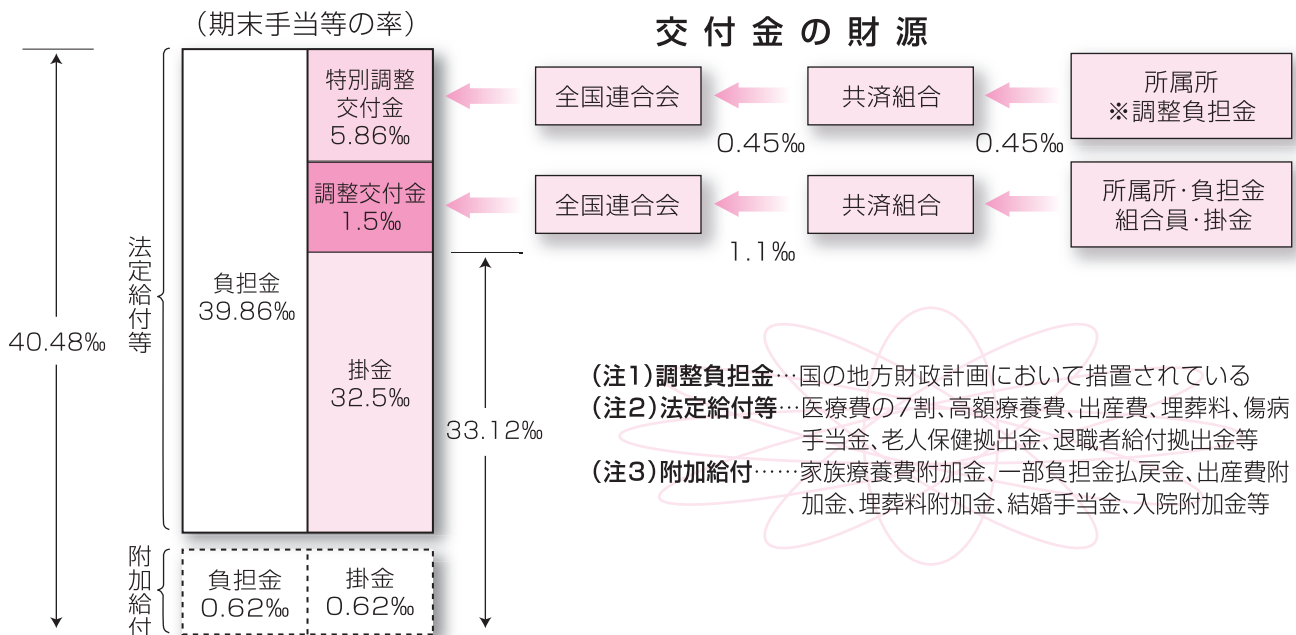 (期末手当等の率)
交付金の財源
40.48‰
法定給付等
負担金
39.86‰
特別調整
交付金
5.86‰
調整交付金
1.5‰
掛金
32.5‰
33.12‰
附加給付
負担金
0.62‰
掛金
0.62‰
全国連合会
0.45‰
共済組合
0.45‰
所属所
※調整負担金
全国連合会
1.1‰
共済組合
所属所・負担金
組合員・掛金
(注1)調整負担金…国の地方財政計画において措置されている
(注2)法定給付等…医療費の7割、高額療養費、出産費、埋葬料、傷病
手当金、老人保健拠出金、退職者給付拠出金等
(注3)附加給付……家族療養費附加金、一部負担金払戻金、出産費附
加金、埋葬料附加金、結婚手当金、入院附加金等